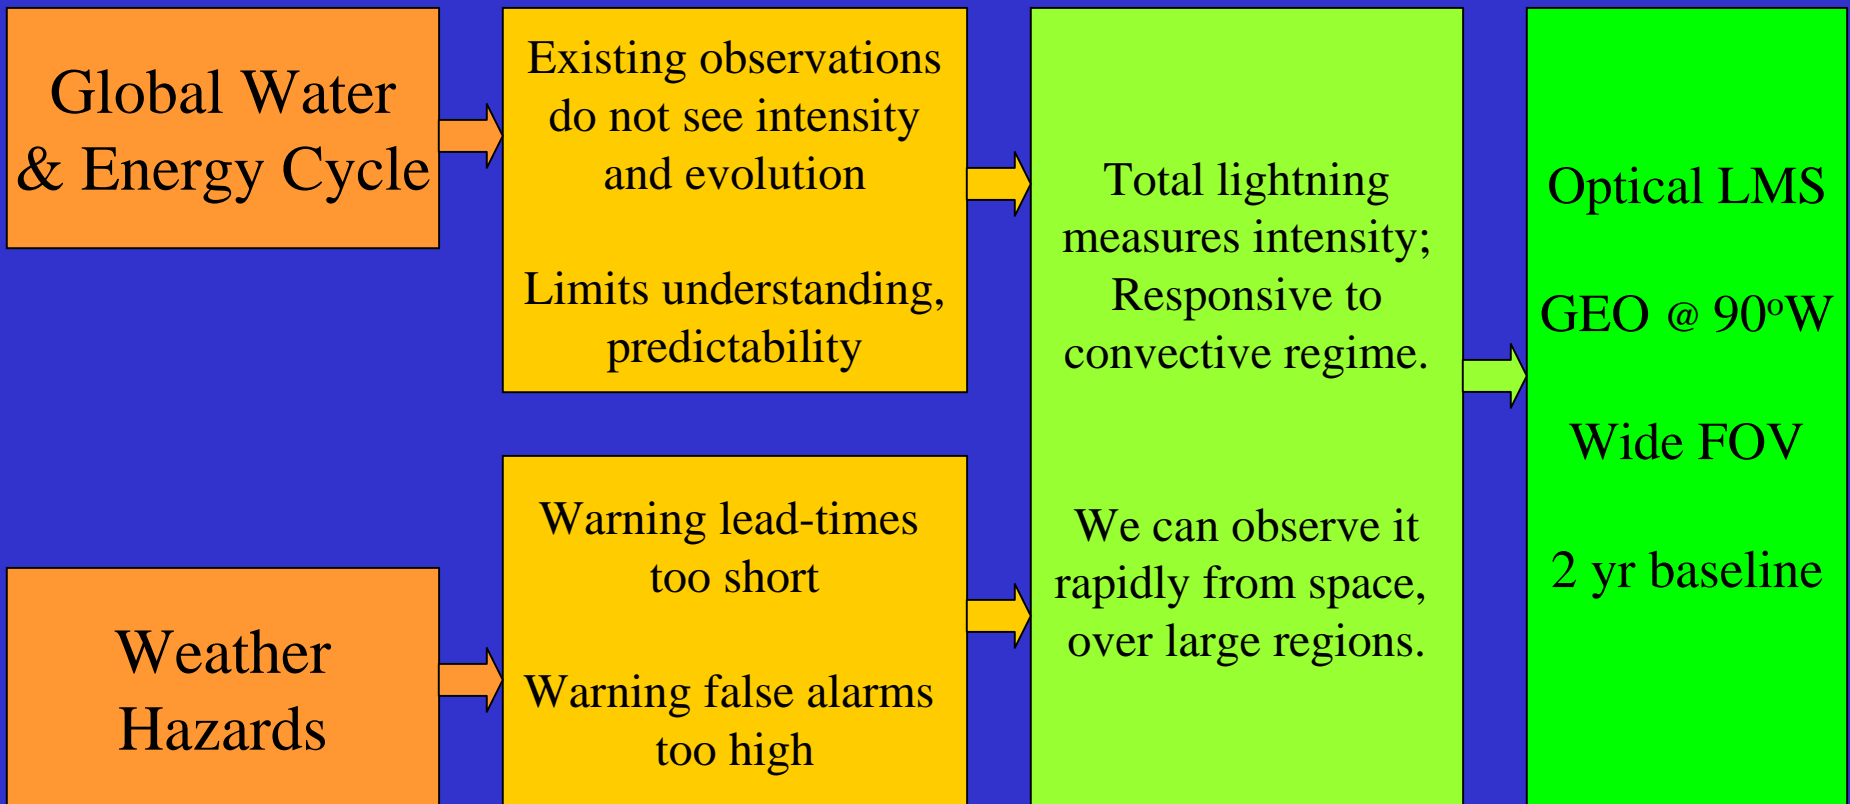 Global Water
& Energy Cycle
Existing observations
do not see intensity
and evolution
Limits understanding,
predictability
Weather
Hazards
Warning lead-times
too short
Warning false alarms
too high
Total lightning
measures intensity;
Responsive to
convective regime.
We can observe it
rapidly from space,
over large regions.
Optical LMS
GEO @ 90°W
Wide FOV
2 yr baseline